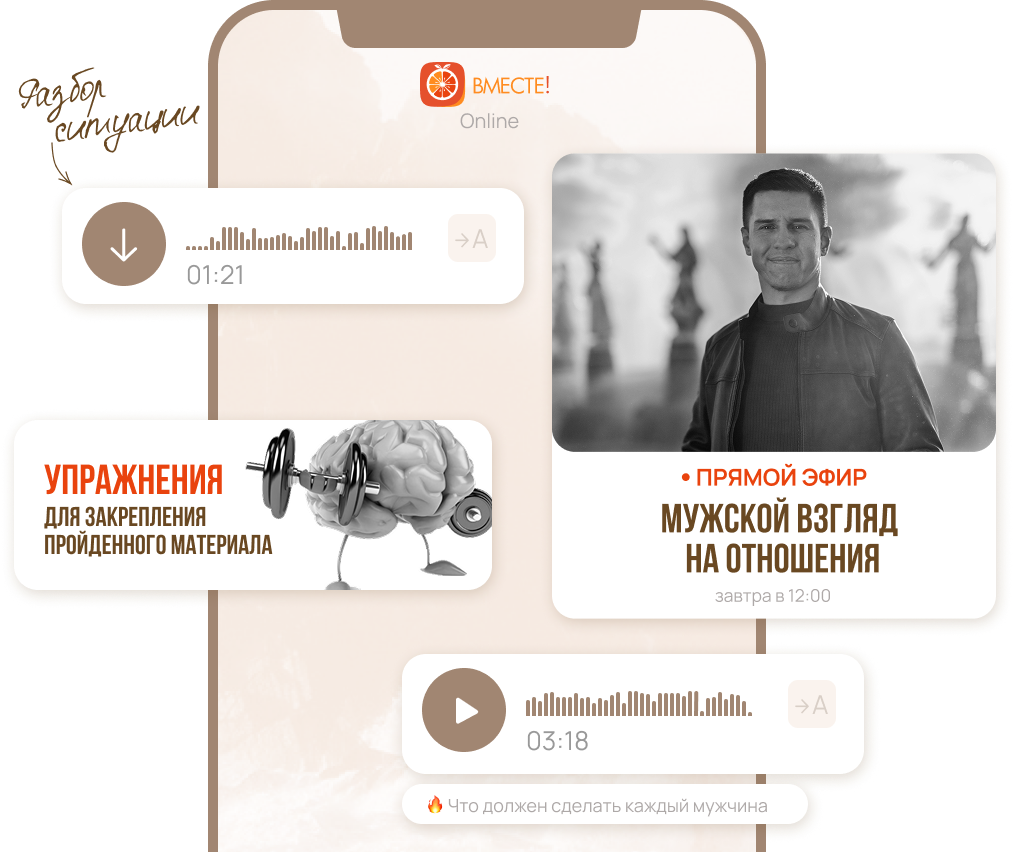 ВМЕСТЕ!
Online
Разбор
ситуации
01:21
→A
УПРАЖНЕНИЯ
ДЛЯ ЗАКРЕПЛЕНИЯ
ПРОЙДЕННОГО МАТЕРИАЛА
• ПРЯМОЙ ЭФИР
МУЖСКОЙ ВЗГЛЯД
НА ОТНОШЕНИЯ
завтра в 12:00
03:18
→A
🔥 Что должен сделать каждый мужчина